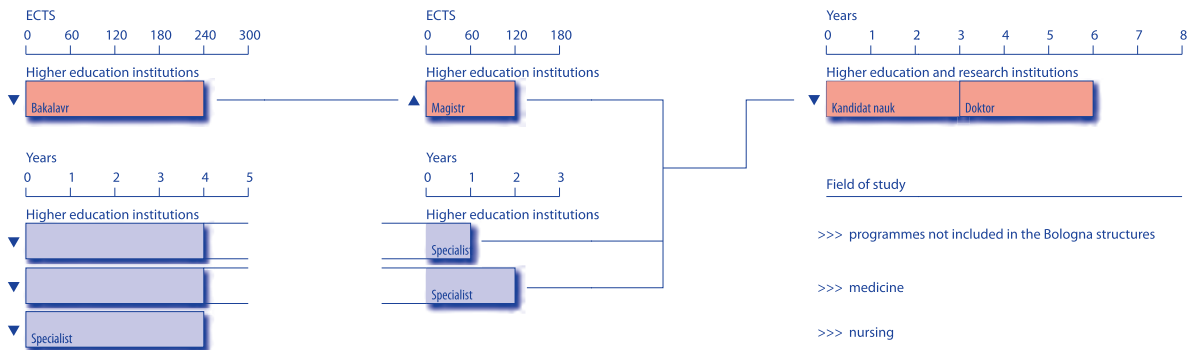 ECTS
0 60 120 180 240 300
Higher education institutions
Bakalavr
ECTS
0 60 120 180
Higher education institutions
Magistr
Years
0 1 2 3 4 5 6 7 8
Higher education and research institutions
Kandidat nauk
Doktor
Years
0 1 2 3 4 5
Higher education institutions
Years
0 1 2 3
Higher education institutions
Specialist
Specialist
Specialist
Field of study
>>> programmes not included in the Bologna structures
>>> medicine
>>> nursing